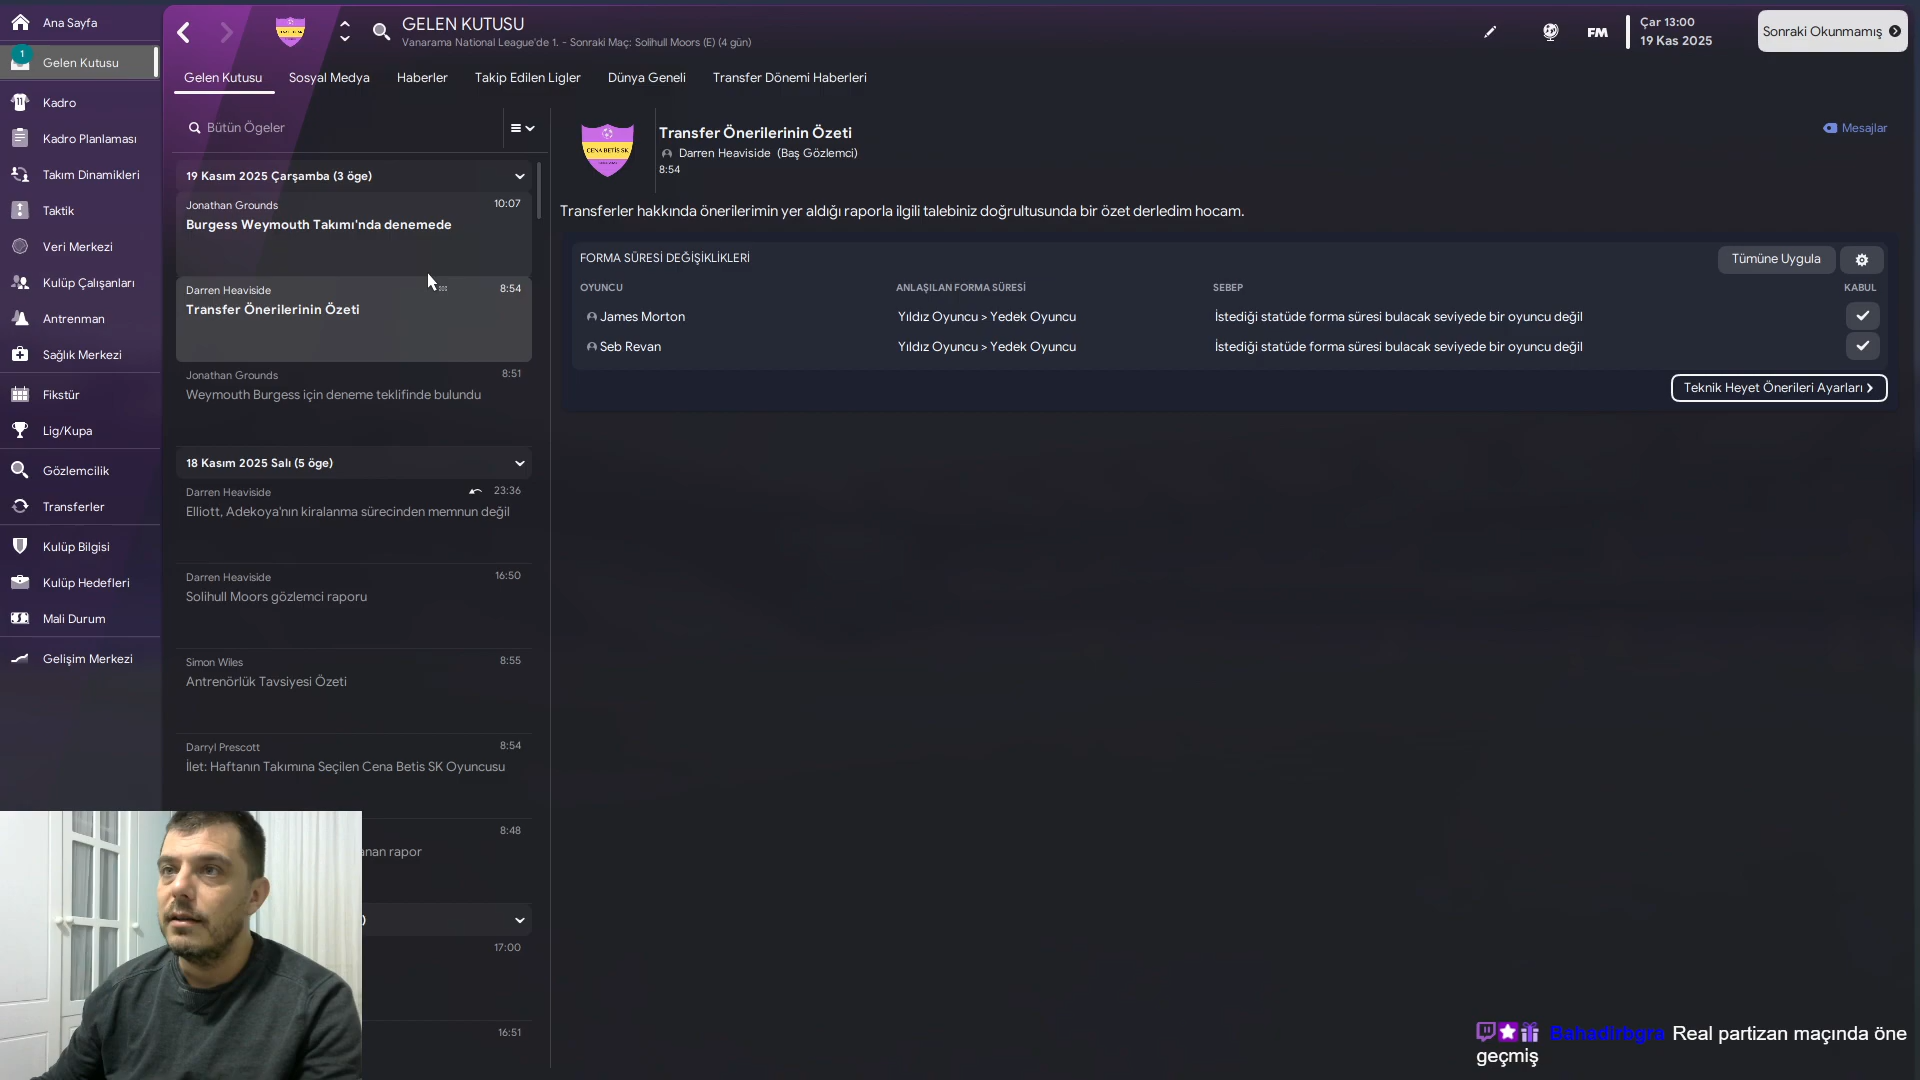 Ana Sayfa
1
Gelen Kutusu
Kadro
Kadro Planlaması
Takım Dinamikleri
Taktik
Veri Merkezi
Kulüp Çalışanları
Antrenman
Sağlık Merkezi
Fikstür
Lig/Kupa
Gözlemcilik
Transferler
Kulüp Bilgisi
Kulüp Hedefleri
Mali Durum
Gelişim Merkezi
GELEN KUTUSU
Vanarama National League'de 1. - Sonraki Maç: Solihull Moors (E) (4 gün)
FM
Çar 13:00
19 Kas 2025
Sonraki Okunmamış
Gelen Kutusu
Sosyal Medya
Haberler
Takip Edilen Ligler
Dünya Geneli
Transfer Dönemi Haberleri
Bütün Ögeler
19 Kasım 2025 Çarşamba (3 öge)
Jonathan Grounds 10:07
Burgess Weymouth Takımı'nda denemede
Darren Heaviside 8:54
Transfer Önerilerinin Özeti
Jonathan Grounds 8:51
Weymouth Burgess için deneme teklifinde bulundu
18 Kasım 2025 Salı (5 öge)
Darren Heaviside 23:36
Elliott, Adekoya'nın kiralanma sürecinden memnun değil
Darren Heaviside 16:50
Solihull Moors gözlemci raporu
Simon Wiles 8:55
Antrenörlük Tavsiyesi Özeti
Darryl Prescott 8:54
İlet: Haftanın Takımına Seçilen Cena Betis SK Oyuncusu
8:48
anan rapor
)
17:00
16:51
CENA BETIS SK
Transfer Önerilerinin Özeti
Darren Heaviside (Baş Gözlemci)
8:54
Mesajlar
Transferler hakkında önerilerimin yer aldığı raporla ilgili talebiniz doğrultusunda bir özet derledim hocam.
FORMA SÜRESİ DEĞİŞİKLİKLERİ
Tümüne Uygula
OYUNCU ANLAŞILAN FORMA SÜRESİ SEBEP KABUL
James Morton Yıldız Oyuncu > Yedek Oyuncu İstediği statüde forma süresi bulacak seviyede bir oyuncu değil
Seb Revan Yıldız Oyuncu > Yedek Oyuncu İstediği statüde forma süresi bulacak seviyede bir oyuncu değil
Teknik Heyet Önerileri Ayarları
Bahadirbgra Real partizan maçında öne
geçmiş